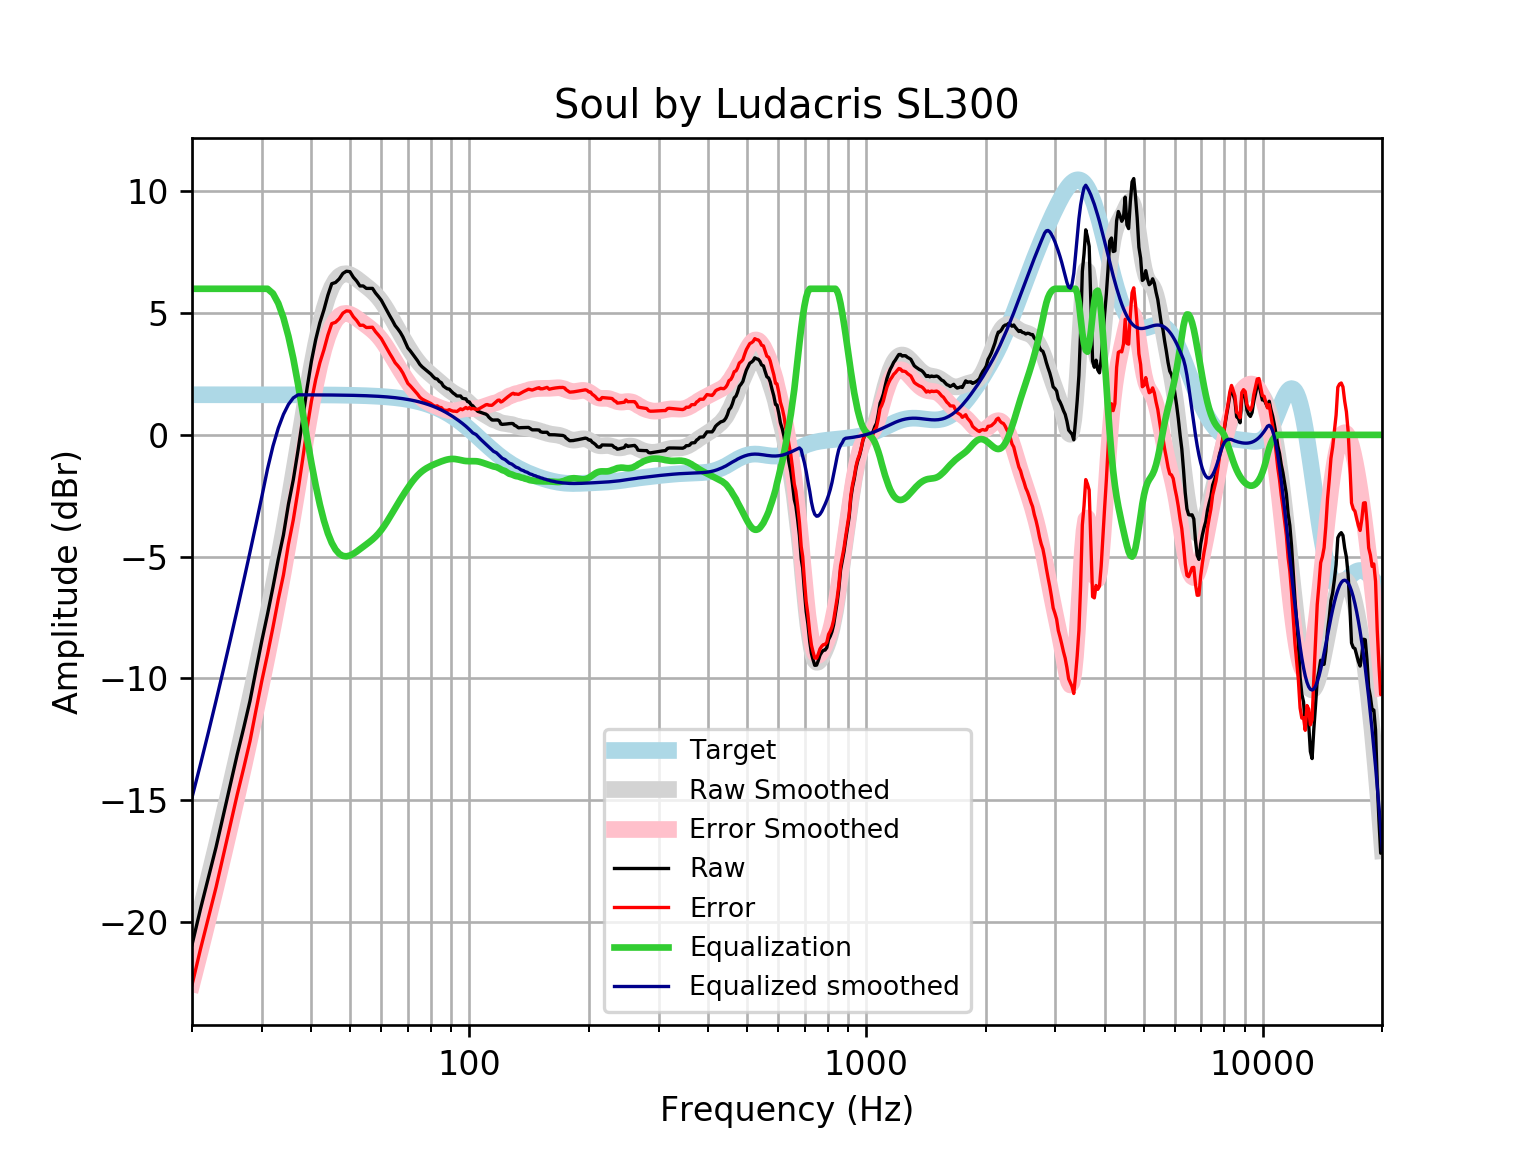 Soul by Ludacris SL300
10
5
0
−5
−10
−15
−20
Amplitude (dBr)
Target
Raw Smoothed
Error Smoothed
Raw
Error
Equalization
Equalized smoothed
100
1000
10000
Frequency (Hz)